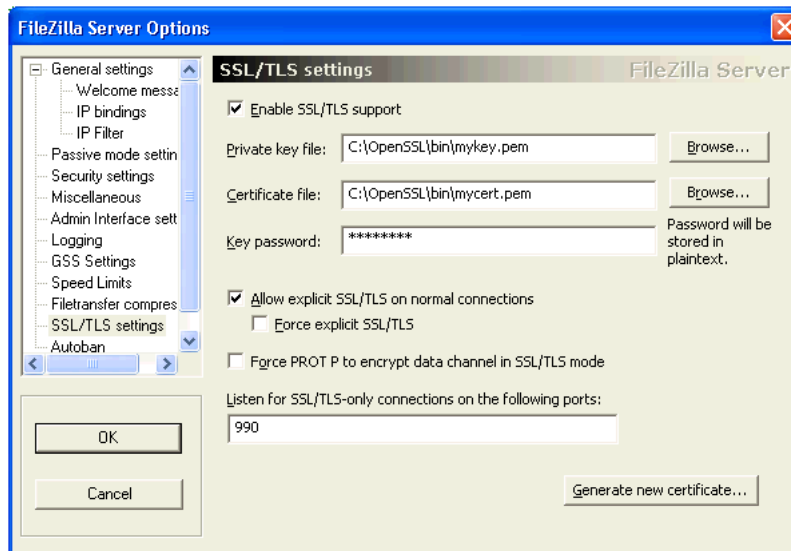 FileZilla Server Options
General settings
Welcome messa
IP bindings
IP Filter
Passive mode settin
Security settings
Miscellaneous
Admin Interface sett
Logging
GSS Settings
Speed Limits
Filetransfer compres
SSL/TLS settings
Autoban
OK
Cancel
SSL/TLS settings
FileZilla Server
Enable SSL/TLS support
Private key file:
C:\OpenSSL\bin\mykey.pem
Browse...
Certificate file:
C:\OpenSSL\bin\mycert.pem
Browse...
Key password:
********
Password will be
stored in
plaintext.
Allow explicit SSL/TLS on normal connections
Force explicit SSL/TLS
Force PROT P to encrypt data channel in SSL/TLS mode
Listen for SSL/TLS-only connections on the following ports:
990
Generate new certificate...